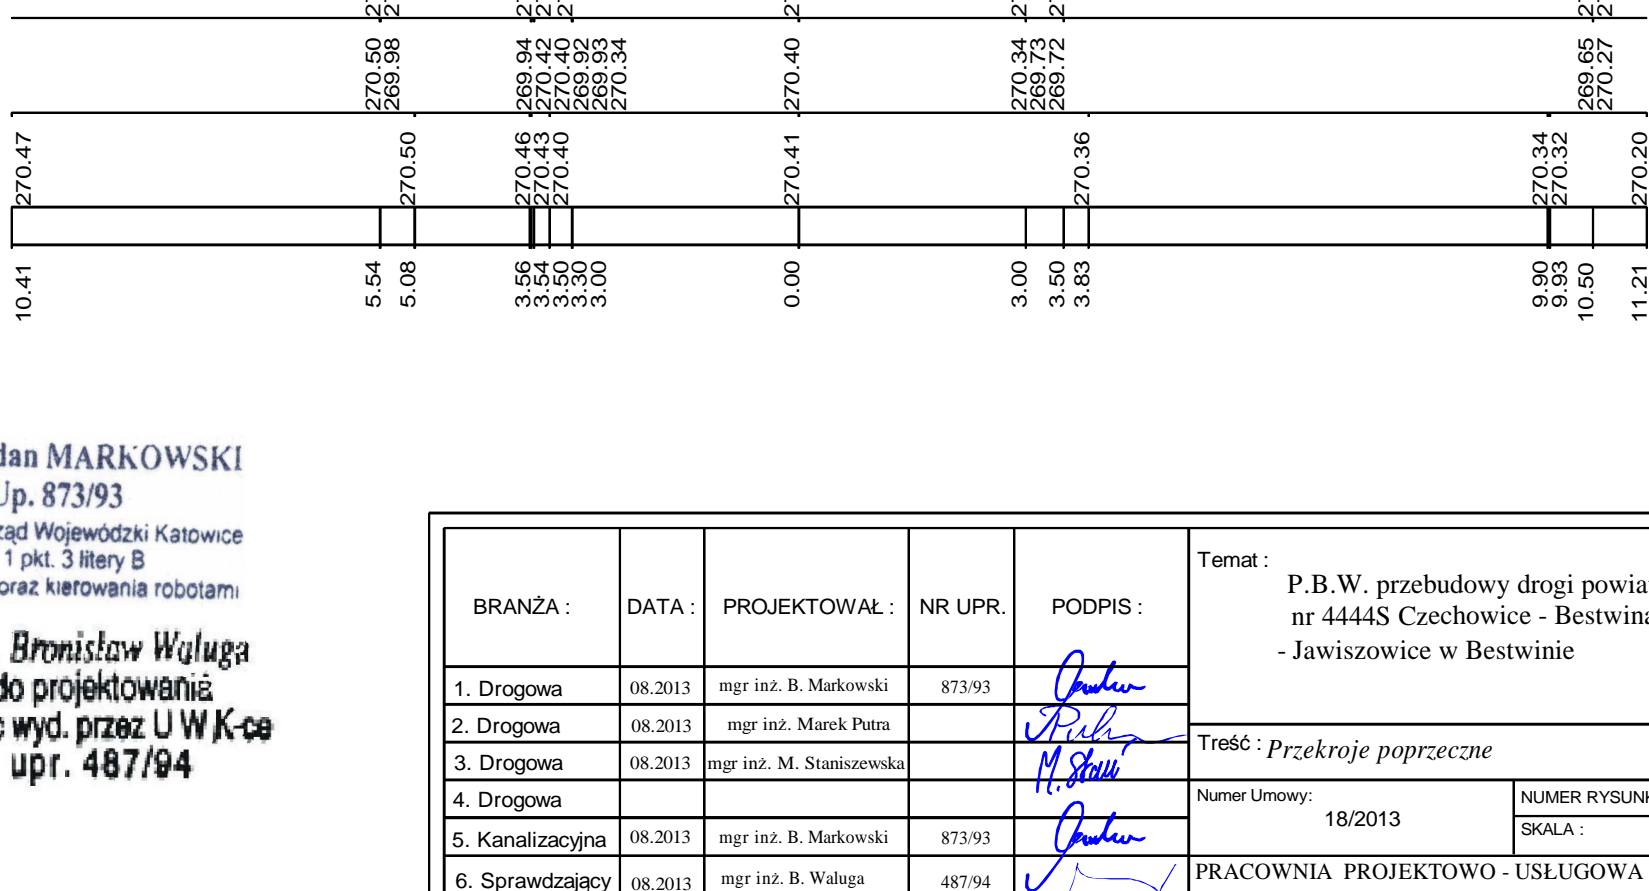 270.50 269.98 269.94 270.42 270.40 269.92 269.93 270.34 270.40 270.34 269.73 269.72 269.65 270.27
270.47 270.50 270.46 270.43 270.40 270.41 270.36 270.34 270.32 270.20
10.41 5.54 5.08 3.56 3.54 3.50 3.30 3.00 0.00 3.00 3.50 3.83 9.90 9.93 10.50 11.21
dan MARKOWSKI
Up. 873/93
ząd Wojewódzki Katowice
1 pkt. 3 litery B
oraz kierowania robotami
Bronisław Waluga
do projektowania
wyd. przez U W K-ce
upr. 487/94
BRANŻA : DATA : PROJEKTOWAŁ : NR UPR. PODPIS :
1. Drogowa 08.2013 mgr inż. B. Markowski 873/93
2. Drogowa 08.2013 mgr inż. Marek Putra
3. Drogowa 08.2013 mgr inż. M. Staniszewska
4. Drogowa
5. Kanalizacyjna 08.2013 mgr inż. B. Markowski 873/93
6. Sprawdzający 08.2013 mgr inż. B. Waluga 487/94
Temat :
P.B.W. przebudowy drogi powia
nr 4444S Czechowice - Bestwina
- Jawiszowice w Bestwinie
Treść : Przekroje poprzeczne
Numer Umowy:
18/2013
NUMER RYSUNK
SKALA :
PRACOWNIA PROJEKTOWO - USŁUGOWA